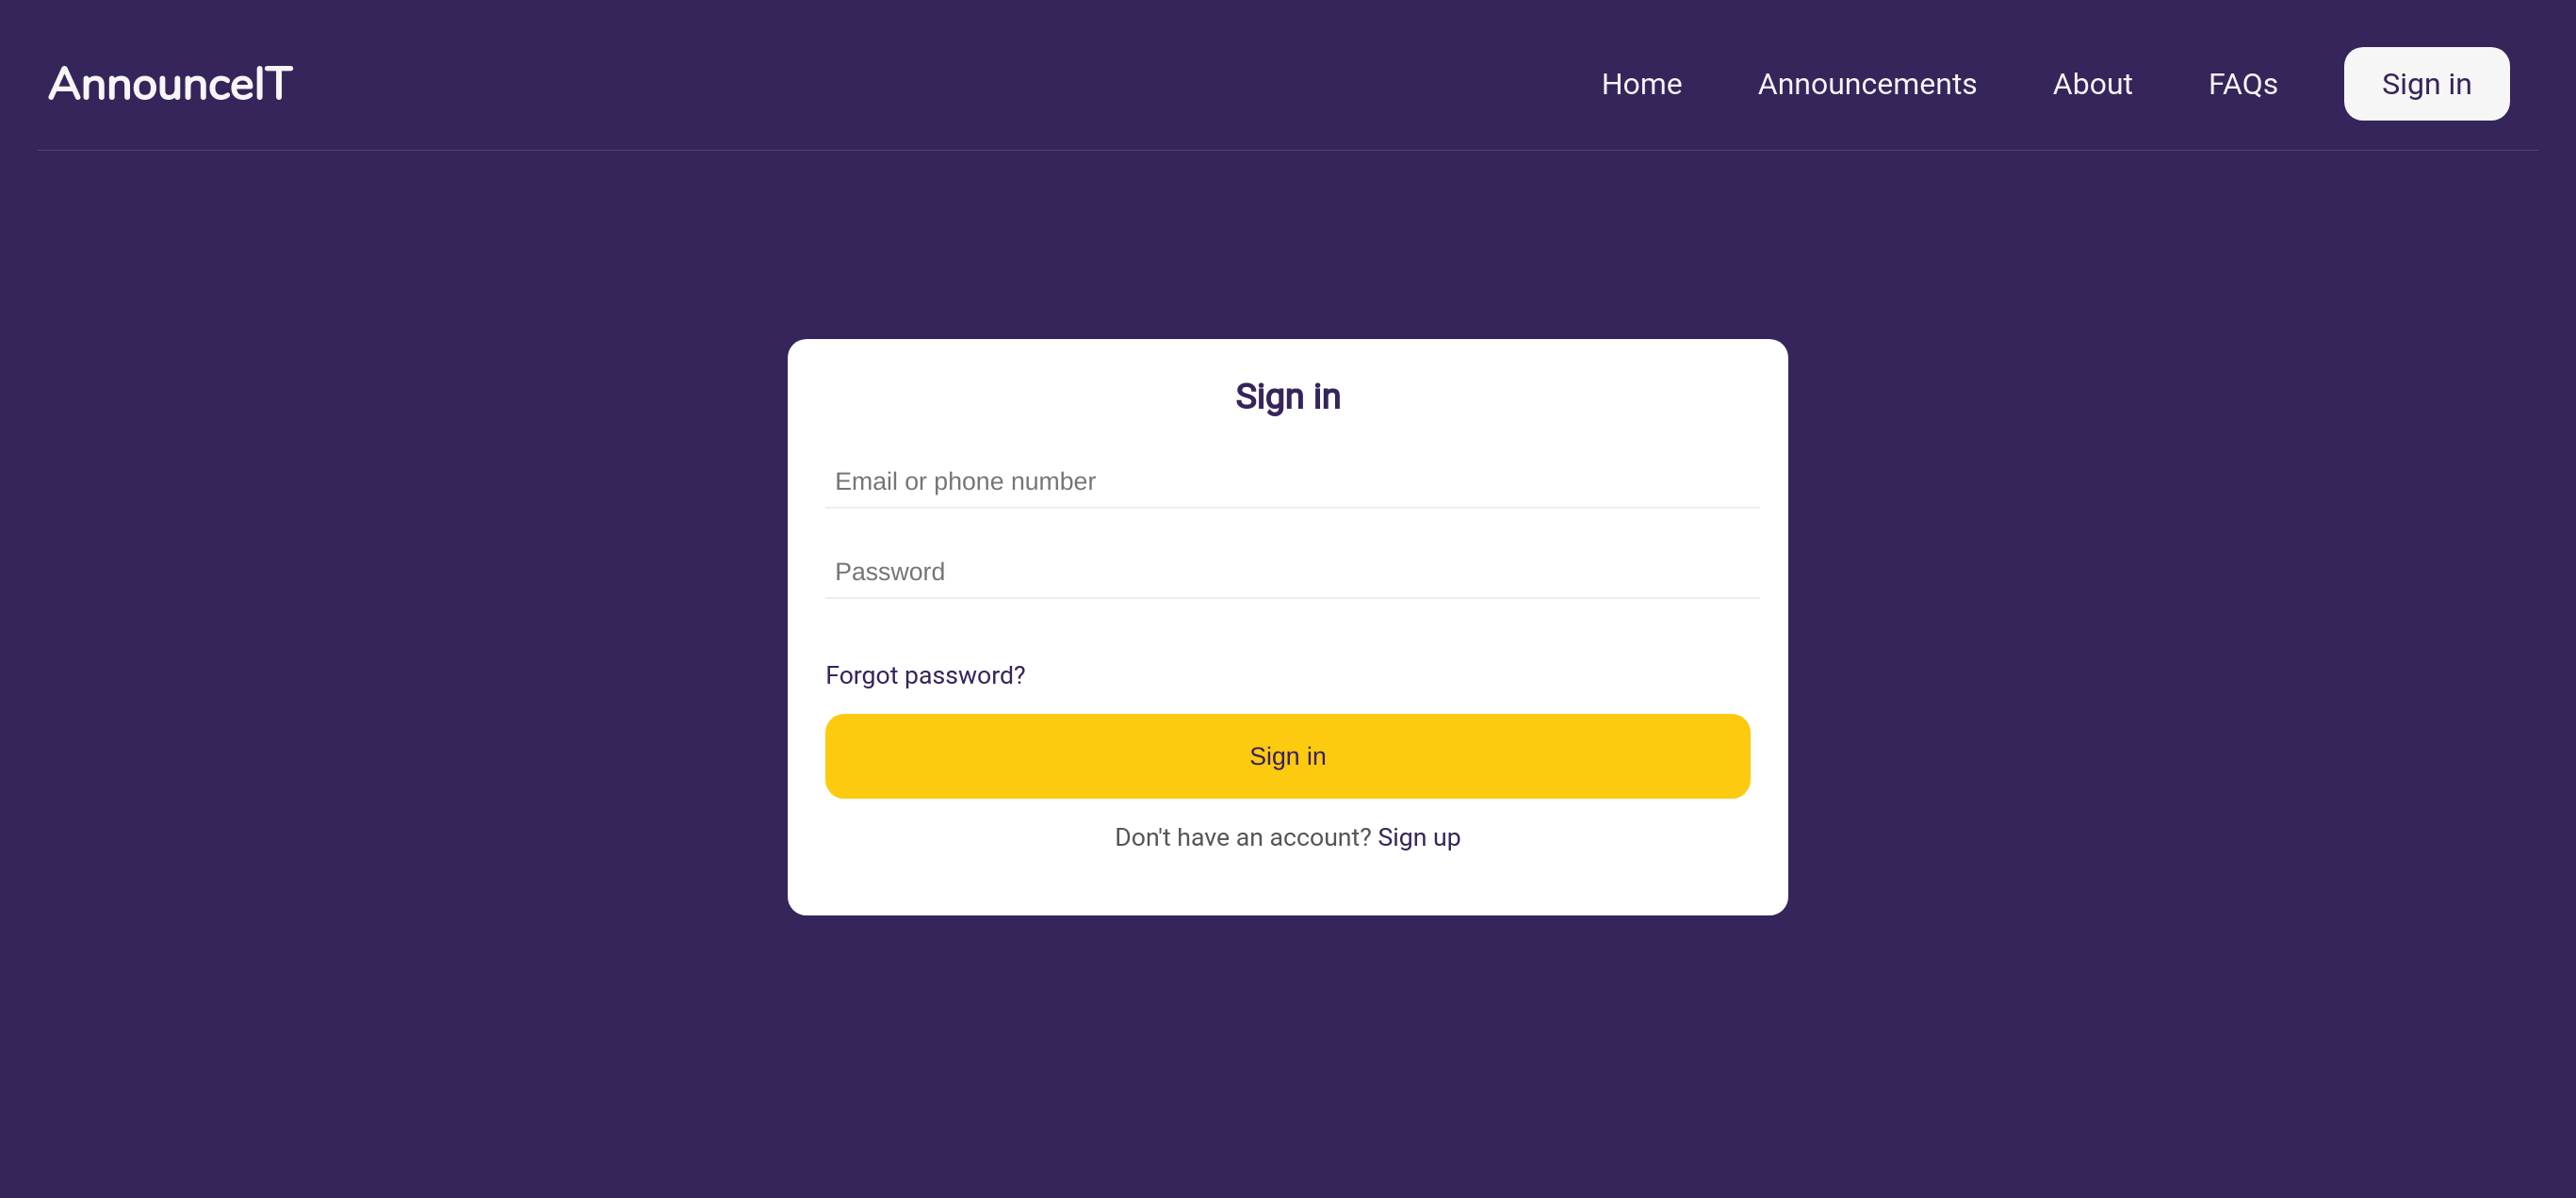 AnnounceIT
Home Announcements About FAQs Sign in
Sign in
Email or phone number
Password
Forgot password?
Sign in
Don't have an account? Sign up